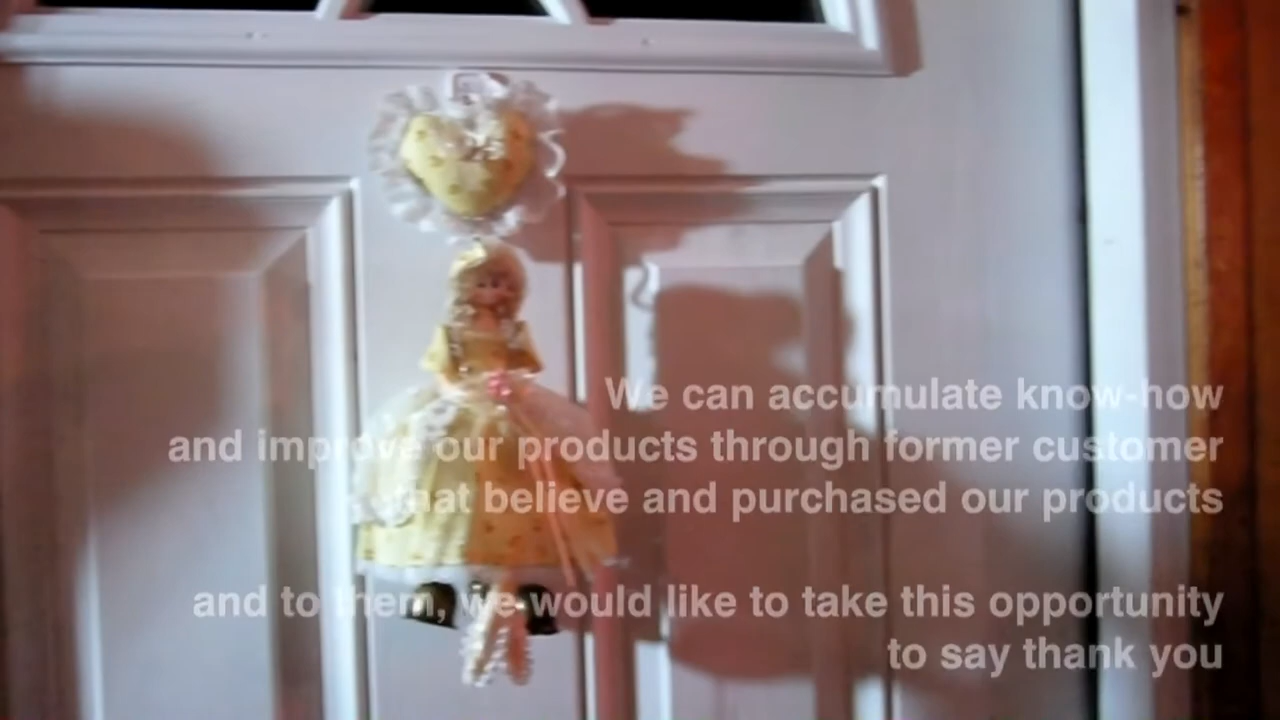 We can accumulate know-how
and improve our products through former customer
that believe and purchased our products
and to them, we would like to take this opportunity
to say thank you